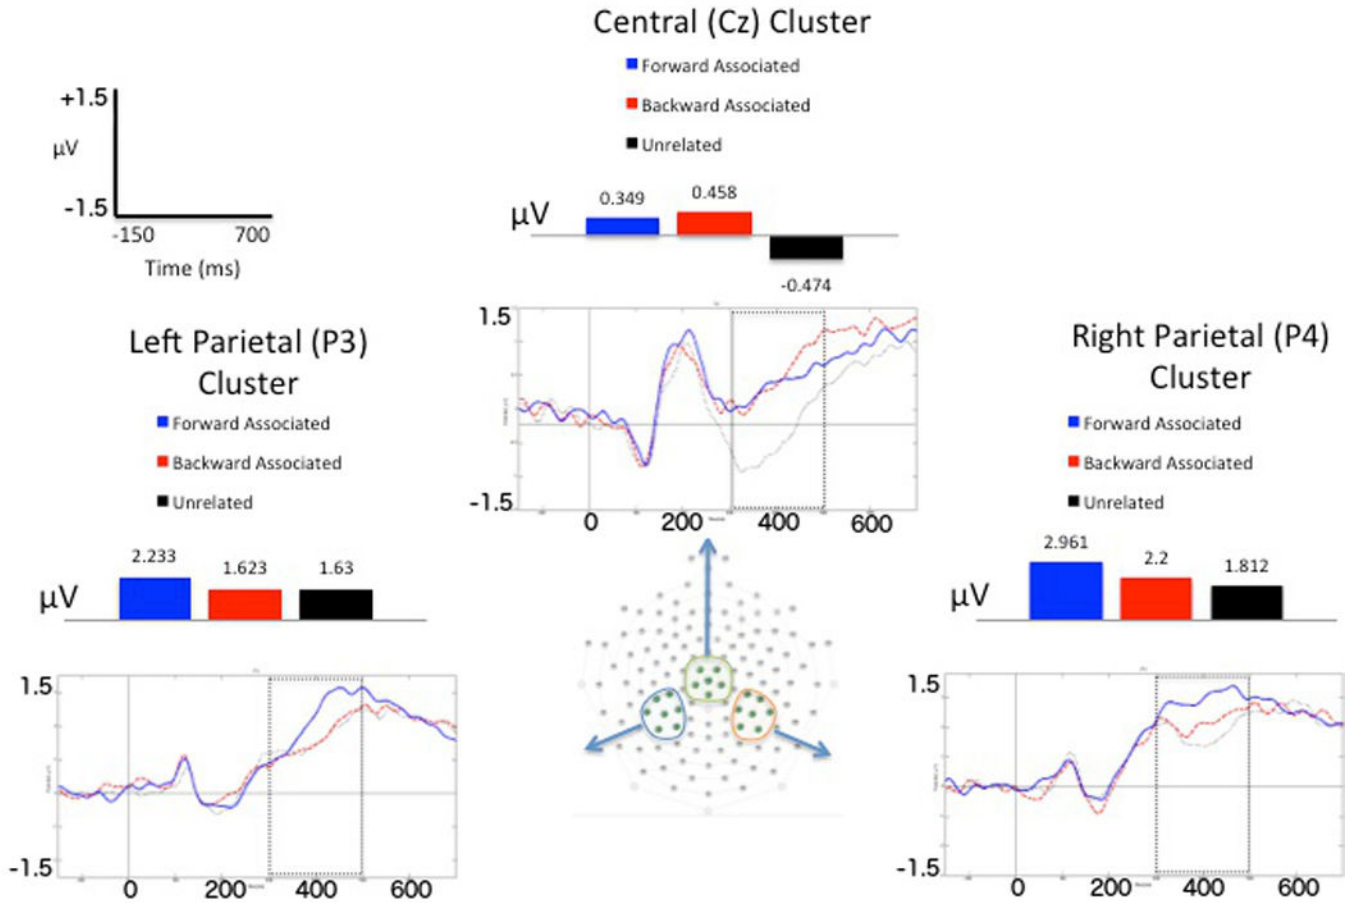 Central (Cz) Cluster
Forward Associated
Backward Associated
Unrelated
+1.5
μV
-1.5
-150 700
Time (ms)
μV
0.349
0.458
-0.474
1.5
-1.5
0 200 400 600
Left Parietal (P3)
Cluster
Forward Associated
Backward Associated
Unrelated
μV
2.233
1.623
1.63
1.5
-1.5
0 200 400 600
Right Parietal (P4)
Cluster
Forward Associated
Backward Associated
Unrelated
μV
2.961
2.2
1.812
1.5
-1.5
0 200 400 600